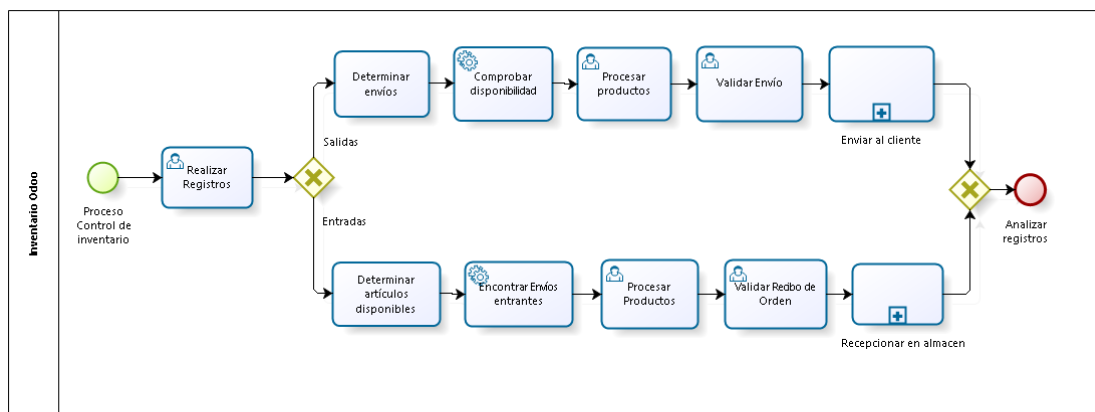 Inventario Odoo
Proceso
Control de
inventario
Realizar
Registros
Salidas
Determinar
envíos
Comprobar
disponibilidad
Procesar
productos
Validar Envío
Enviar al cliente
Entradas
Determinar
artículos
disponibles
Encontrar Envíos
entrantes
Procesar
Productos
Validar Recibo de
Orden
Recepcionar en almacen
Analizar
registros